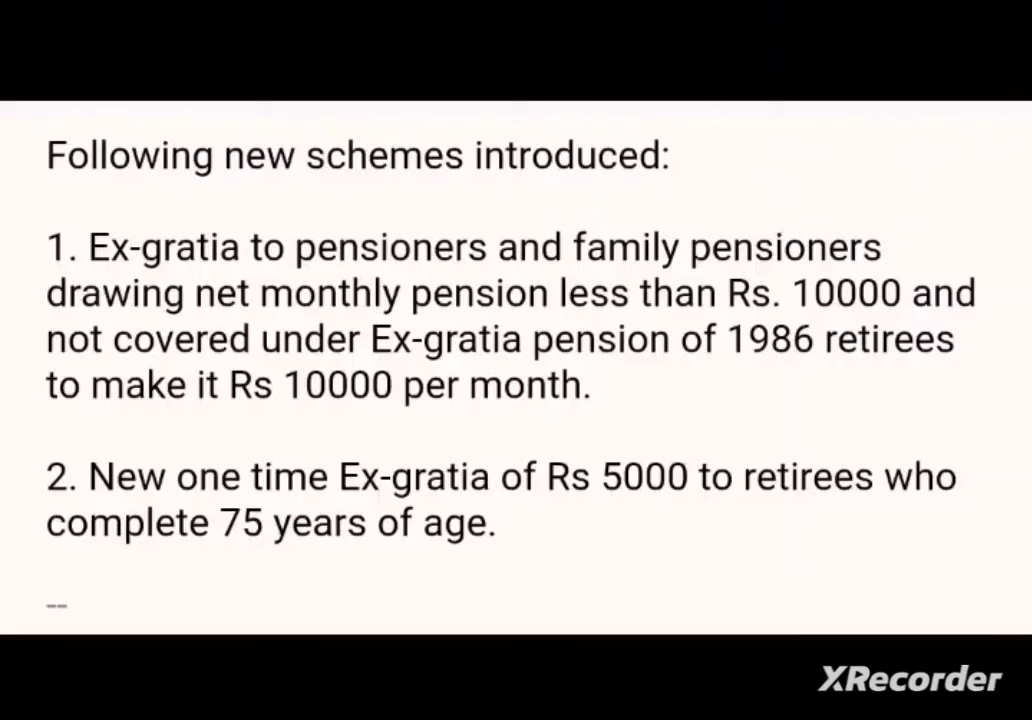 Following new schemes introduced:
1. Ex-gratia to pensioners and family pensioners
drawing net monthly pension less than Rs. 10000 and
not covered under Ex-gratia pension of 1986 retirees
to make it Rs 10000 per month.
2. New one time Ex-gratia of Rs 5000 to retirees who
complete 75 years of age.
--
XRecorder